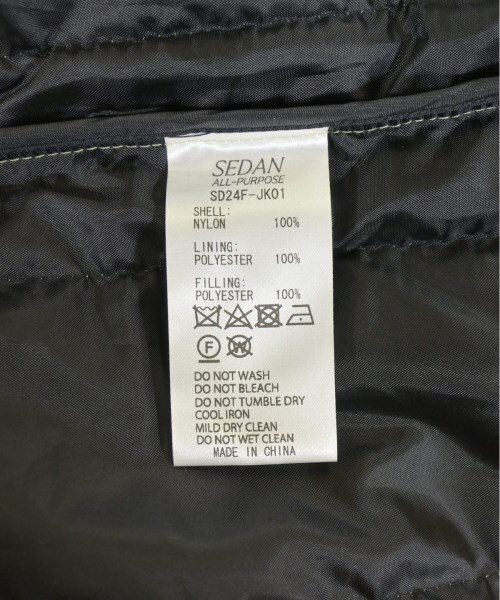 SEDAN
ALL-PURPOSE
SD24F-JK01
SHELL:
NYLON 100%
LINING:
POLYESTER 100%
FILLING:
POLYESTER 100%
F W
DO NOT WASH
DO NOT BLEACH
DO NOT TUMBLE DRY
COOL IRON
MILD DRY CLEAN
DO NOT WET CLEAN
MADE IN CHINA